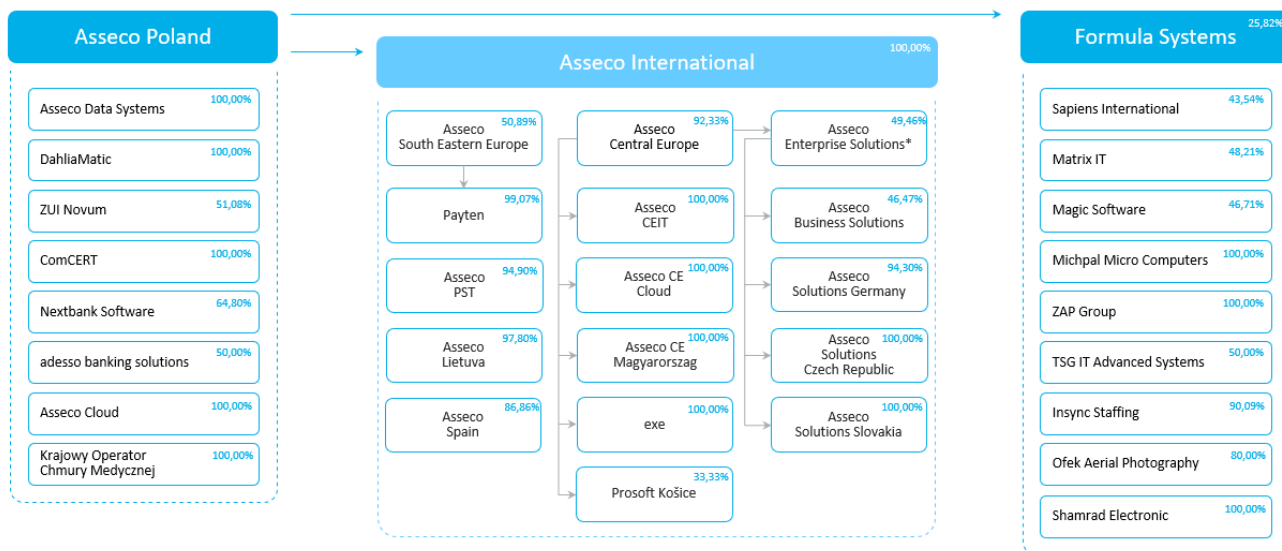 Asseco Poland
100,00%
Asseco Data Systems
100,00%
DahliaMatic
51,08%
ZUI Novum
100,00%
ComCERT
64,80%
Nextbank Software
50,00%
adesso banking solutions
100,00%
Asseco Cloud
100,00%
Krajowy Operator
Chmury Medycznej
100,00%
Asseco International
50,89%
Asseco
South Eastern Europe
99,07%
Payten
94,90%
Asseco
PST
97,80%
Asseco
Lietuva
86,86%
Asseco
Spain
92,33%
Asseco
Central Europe
100,00%
Asseco
CEIT
100,00%
Asseco CE
Cloud
100,00%
Asseco CE
Magyarorszag
100,00%
exe
33,33%
Prosoft Košice
49,46%
Asseco
Enterprise Solutions*
46,47%
Asseco
Business Solutions
94,30%
Asseco
Solutions Germany
100,00%
Asseco
Solutions
Czech Republic
100,00%
Asseco
Solutions Slovakia
25,82%
Formula Systems
43,54%
Sapiens International
48,21%
Matrix IT
46,71%
Magic Software
100,00%
Michpal Micro Computers
100,00%
ZAP Group
50,00%
TSG IT Advanced Systems
90,09%
Insync Staffing
80,00%
Ofek Aerial Photography
100,00%
Shamrad Electronic